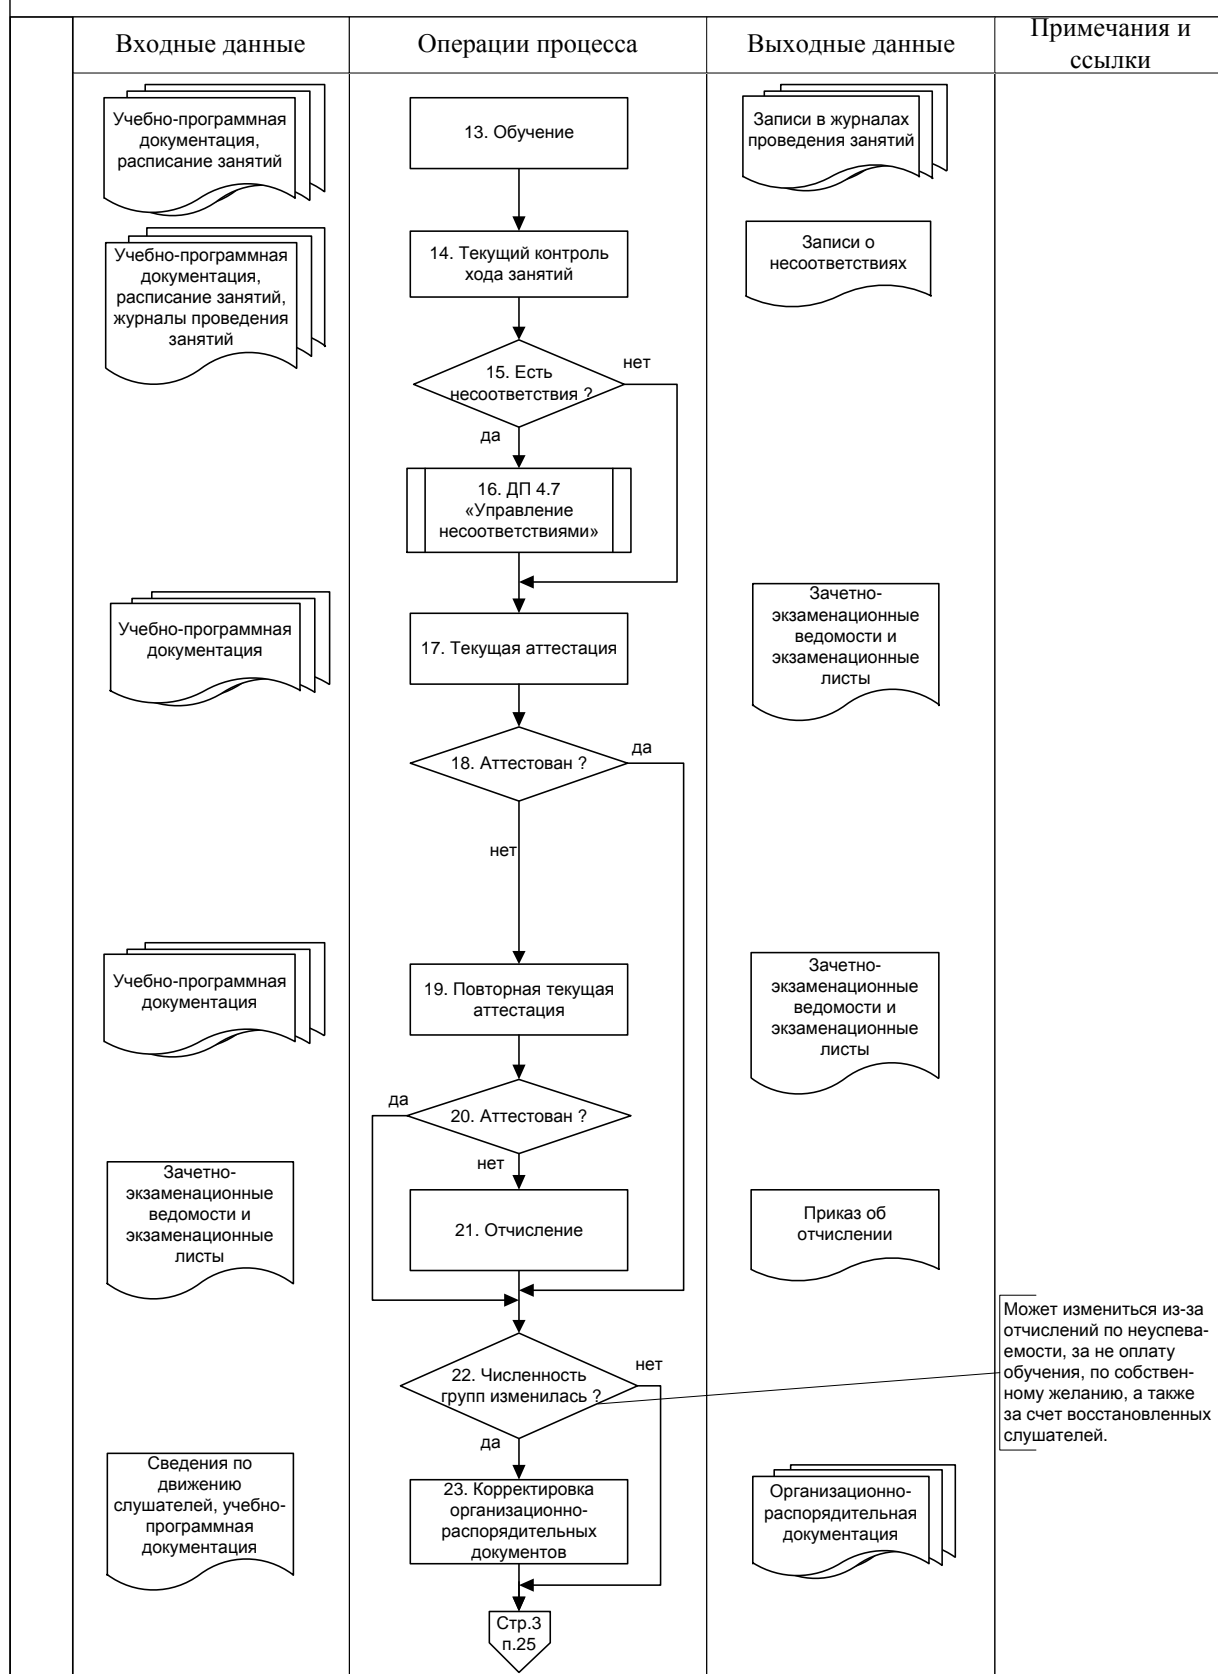 Входные данные
Операции процесса
Выходные данные
Примечания и
ссылки
Учебно-программная
документация,
расписание занятий
13. Обучение
Записи в журналах
проведения занятий
Учебно-программная
документация,
расписание занятий,
журналы проведения
занятий
14. Текущий контроль
хода занятий
Записи о
несоответствиях
15. Есть
несоответствия ?
нет
да
16. ДП 4.7
«Управление
несоответствиями»
Учебно-программная
документация
17. Текущая аттестация
Зачетно-
экзаменационные
ведомости и
экзаменационные
листы
18. Аттестован ?
да
нет
Учебно-программная
документация
19. Повторная текущая
аттестация
Зачетно-
экзаменационные
ведомости и
экзаменационные
листы
да
20. Аттестован ?
нет
Зачетно-
экзаменационные
ведомости и
экзаменационные
листы
21. Отчисление
Приказ об
отчислении
22. Численность
групп изменилась ?
нет
да
Может измениться из-за
отчислений по неуспева-
емости, за не оплату
обучения, по собствен-
ному желанию, а также
за счет восстановленных
слушателей.
Сведения по
движению
слушателей, учебно-
программная
документация
23. Корректировка
организационно-
распорядительных
документов
Организационно-
распорядительная
документация
Стр.3
п.25